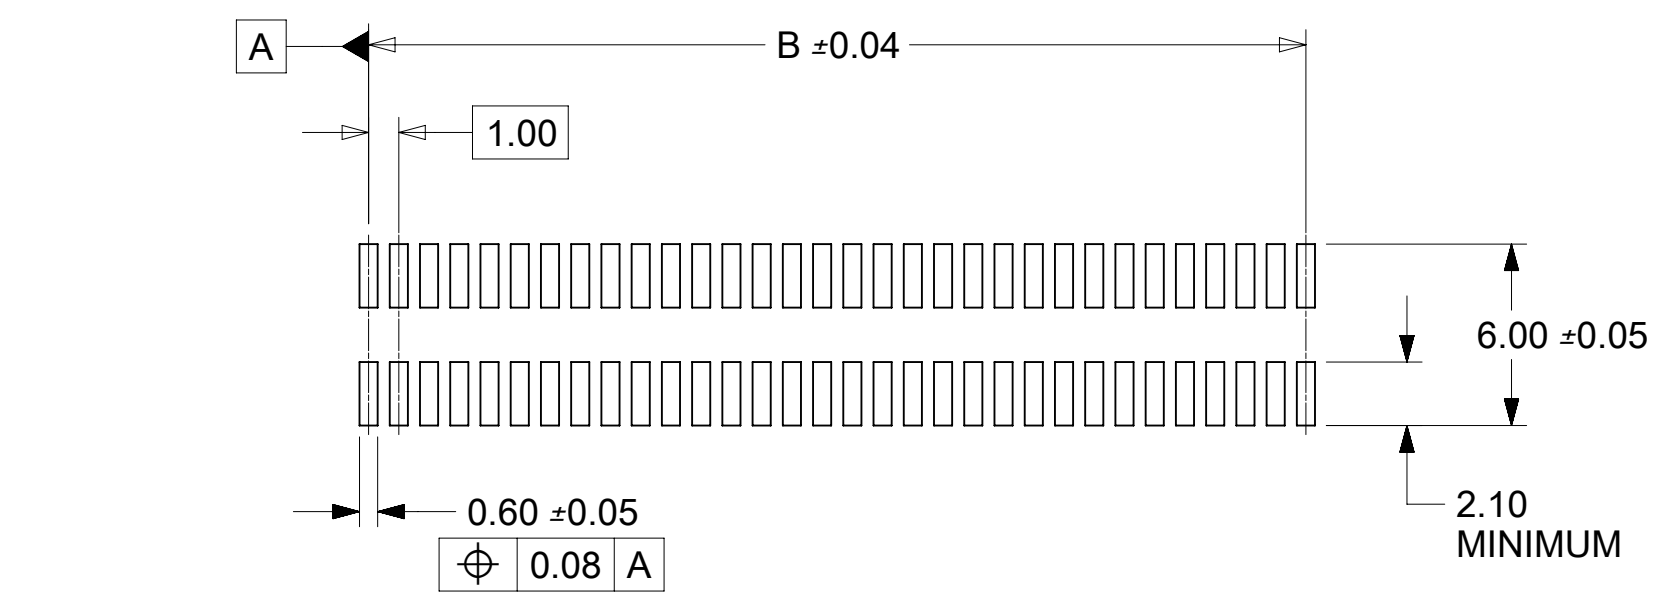 A
B ±0.04
1.00
6.00 ±0.05
0.60 ±0.05
2.10
MINIMUM
⌖ 0.08 A